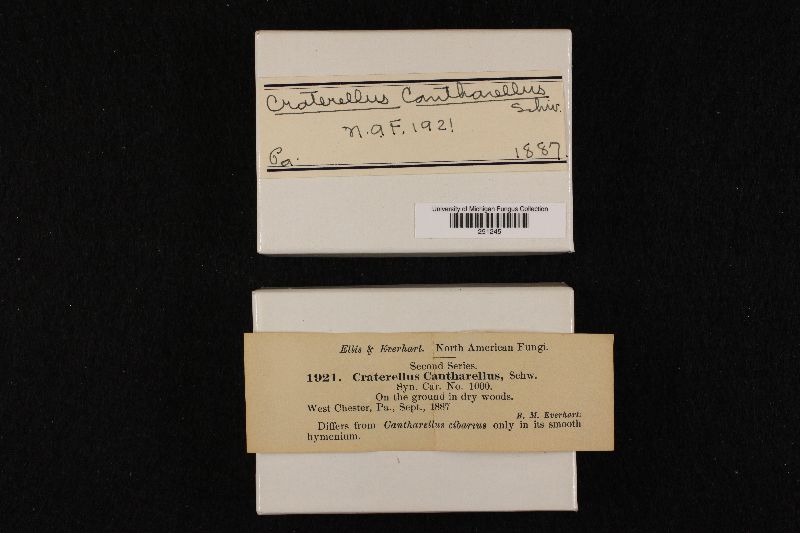 Craterellus Cantharellus
Schw.
N.A.F. 1921
Pa. 1887.
University of Michigan Fungus Collection
251245
Ellis & Everhart. North American Fungi.
Second Series.
1921. Craterellus Cantharellus, Schw.
Syn. Car. No. 1000.
On the ground in dry woods.
West Chester, Pa., Sept., 1887
B. M. Everhart.
Differs from Cantharellus cibarius only in its smooth
hymenium.